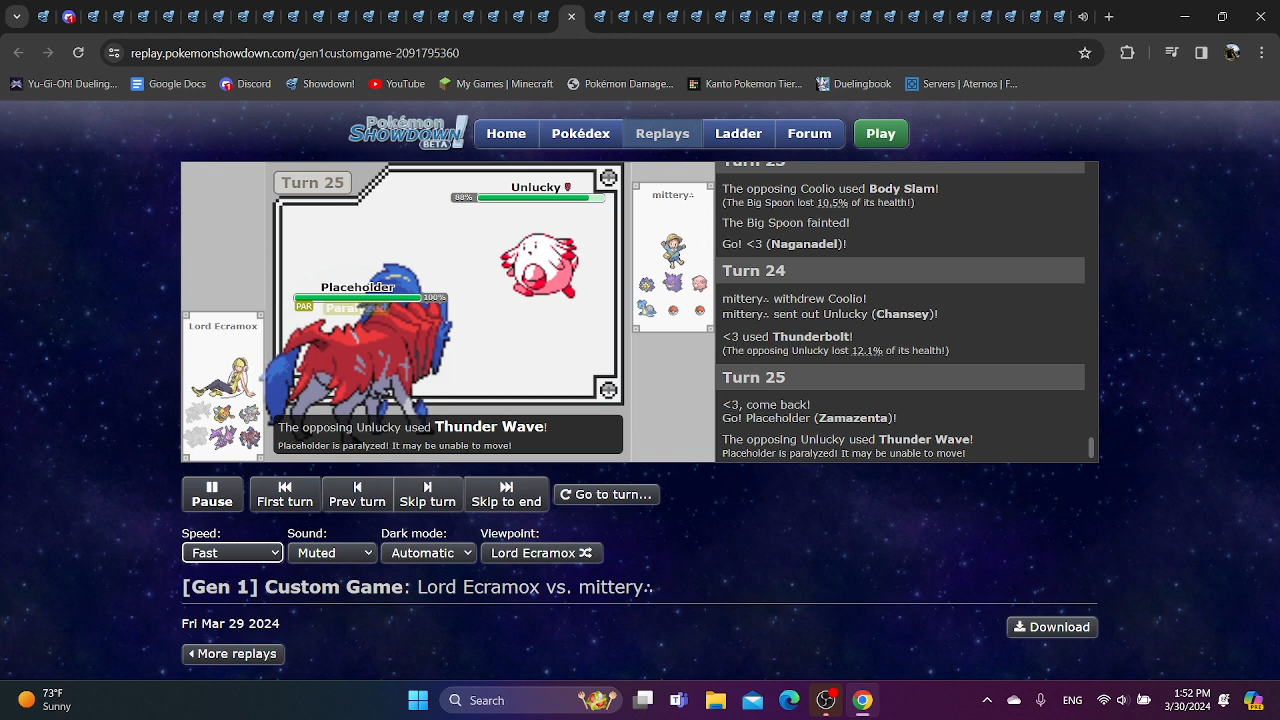 replay.pokemonshowdown.com/gen1customgame-2091795360
Yu-Gi-Oh! Dueling...
Google Docs
Discord
Showdown!
YouTube
My Games | Minecraft
Pokémon Damage...
Kanto Pokemon Tier...
Duelingbook
Servers | Aternos | F...
Pokémon
SHOWDOWN!
BETA
Home
Pokédex
Replays
Ladder
Forum
Play
Turn 25
Unlucky
88%
Placeholder
100%
PAR
Paralyzed
Lord Ecramox
The opposing Unlucky used Thunder Wave!
Placeholder is paralyzed! It may be unable to move!
mittery∴
Turn 23
The opposing Coolio used Body Slam!
(The Big Spoon lost 10.5% of its health!)
The Big Spoon fainted!
Go! <3 (Naganadel)!
Turn 24
mittery∴ withdrew Coolio!
mittery∴ sent out Unlucky (Chansey)!
<3 used Thunderbolt!
(The opposing Unlucky lost 12.1% of its health!)
Turn 25
<3, come back!
Go! Placeholder (Zamazenta)!
The opposing Unlucky used Thunder Wave!
Placeholder is paralyzed! It may be unable to move!
Pause
First turn
Prev turn
Skip turn
Skip to end
Go to turn...
Speed:
Sound:
Dark mode:
Viewpoint:
Fast
Muted
Automatic
Lord Ecramox
[Gen 1] Custom Game: Lord Ecramox vs. mittery∴
Fri Mar 29 2024
Download
More replays
73°F
Sunny
Search
ENG
1:52 PM
3/30/2024
PRE